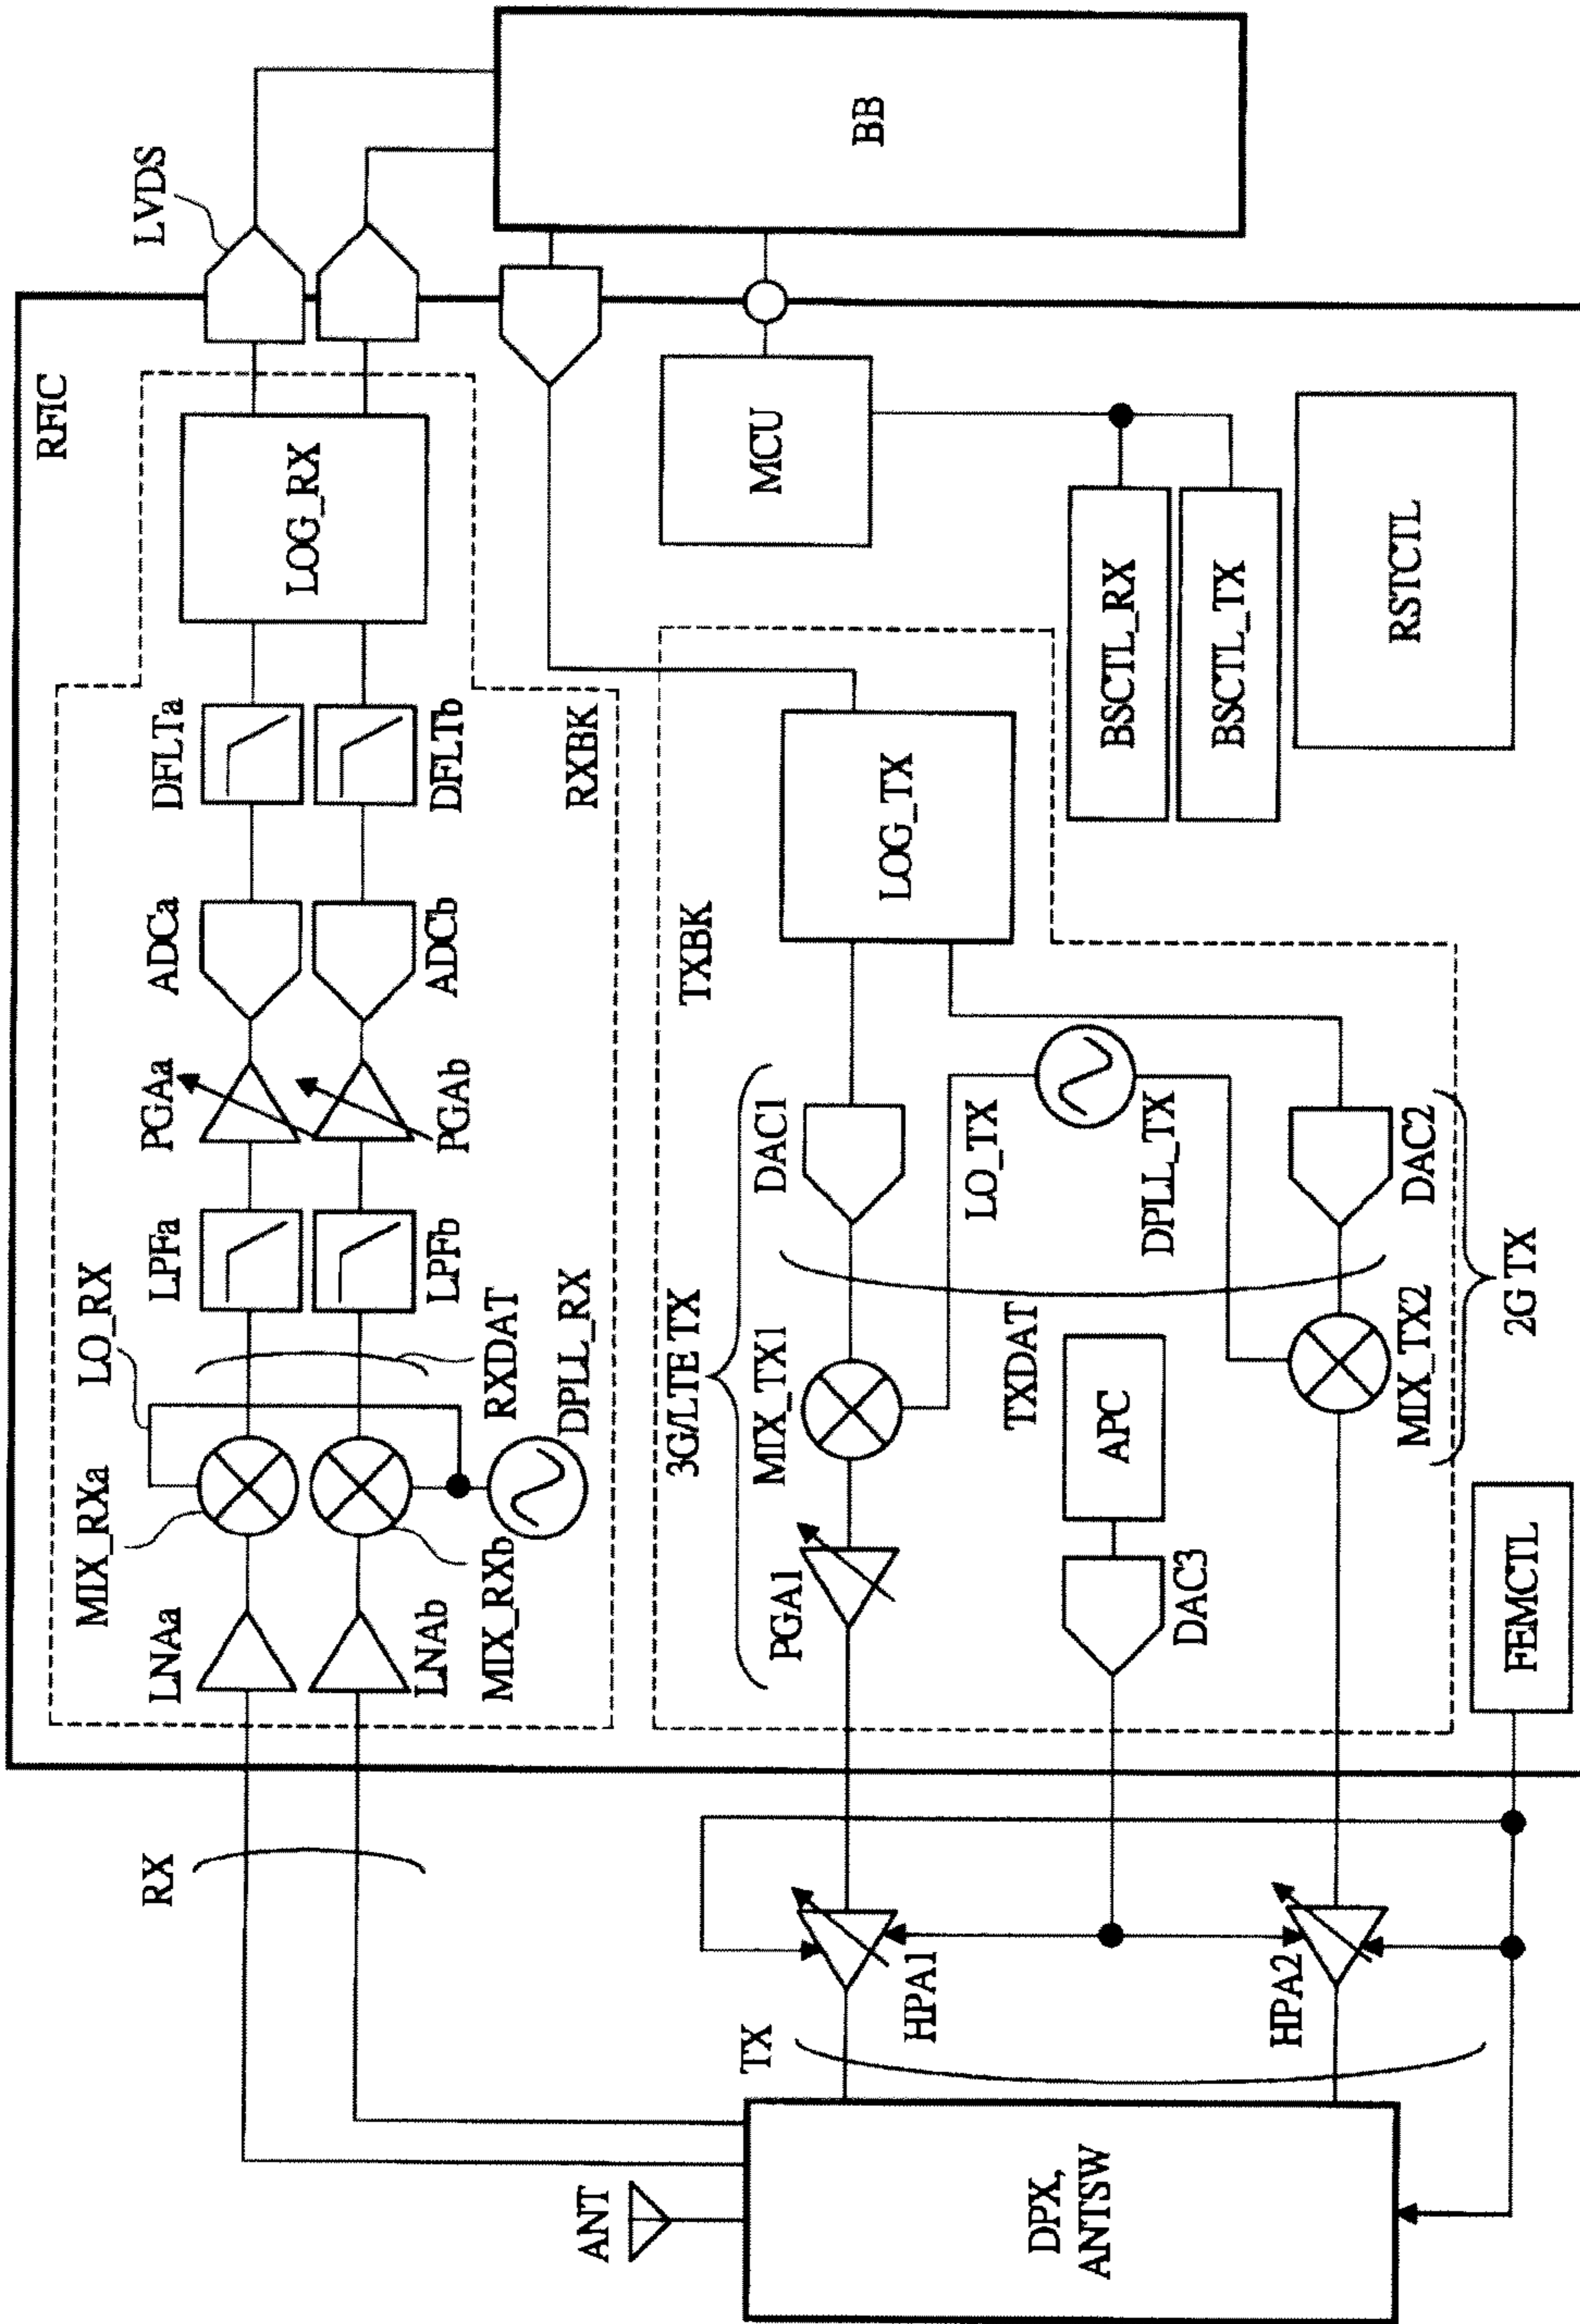 RFIC
LVDS
BB
LOG_RX
DFLTa
DFLTb
ADCa
ADCb
PGAa
PGAb
LPFa
LPFb
LO_RX
RXDAT
DPLL_RX
MIX_RXa
MIX_RXb
LNAa
LNAb
RXBK
RX
ANT
DPX,
ANTSW
TX
HPA1
HPA2
TXBK
3G/LTE TX
PGA1
MIX_TX1
DAC1
LOG_TX
LO_TX
DPLL_TX
TXDAT
APC
DAC3
MIX_TX2
DAC2
2G TX
FEMCTL
MCU
BSCTL_RX
BSCTL_TX
RSTCTL